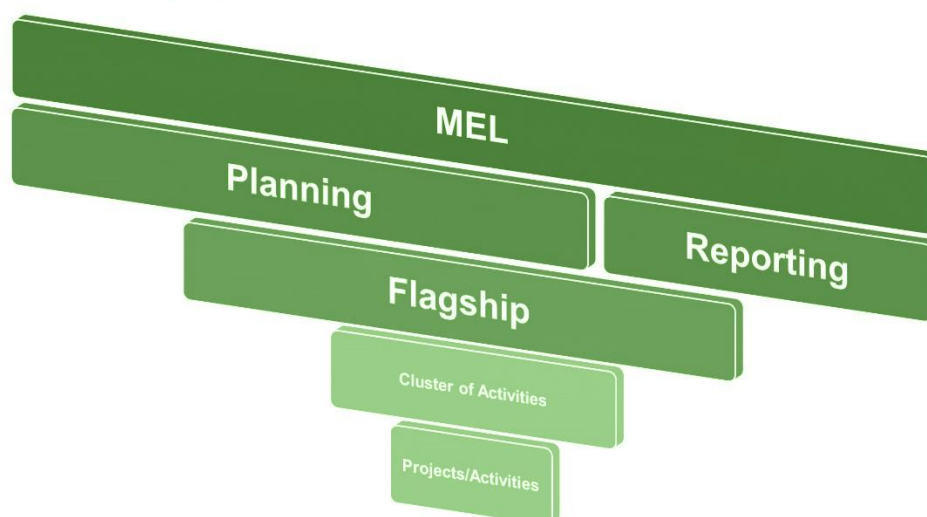 MEL
Planning
Reporting
Flagship
Cluster of Activities
Projects/Activities